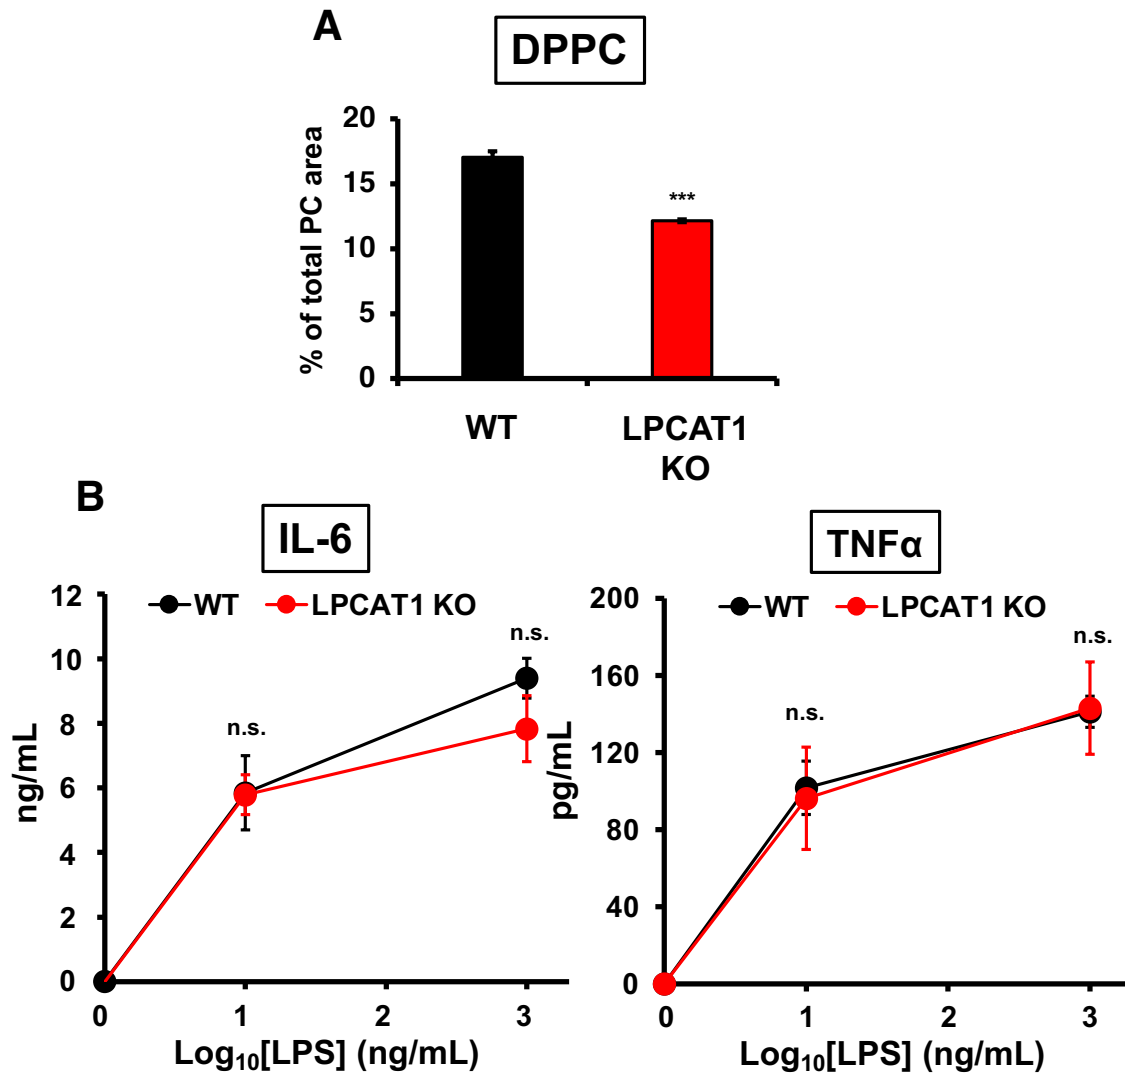 A
DPPC
% of total PC area
20
15
10
5
0
***
WT
LPCAT1
KO
B
IL-6
WT
LPCAT1 KO
ng/mL
12
10
8
6
4
2
0
n.s.
n.s.
0
1
2
3
Log₁₀[LPS] (ng/mL)
TNFα
WT
LPCAT1 KO
pg/mL
200
160
120
80
40
0
n.s.
n.s.
0
1
2
3
Log₁₀[LPS] (ng/mL)